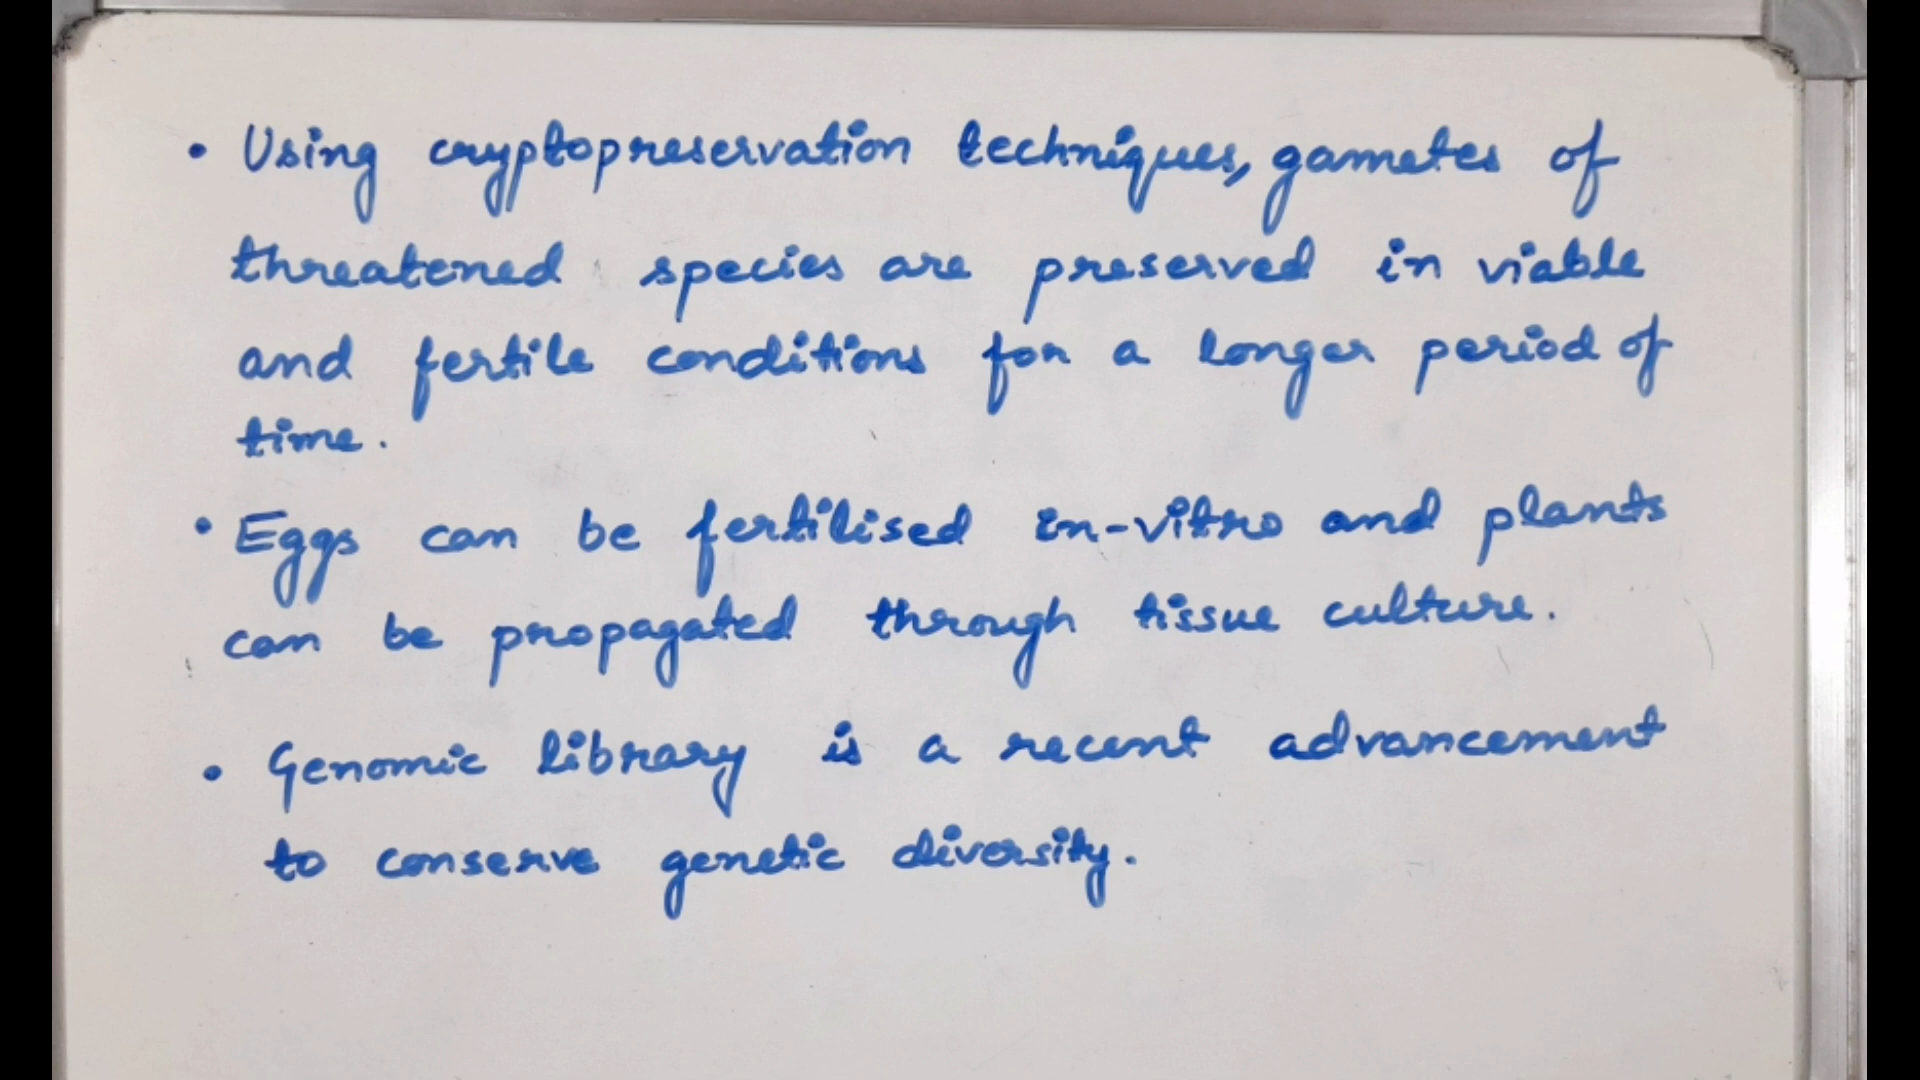 • Using cryptopreservation techniques, gametes of
threatened species are preserved in viable
and fertile conditions for a longer period of
time.
• Eggs can be fertilised in-vitro and plants
can be propagated through tissue culture.
• Genomic library is a recent advancement
to conserve genetic diversity.